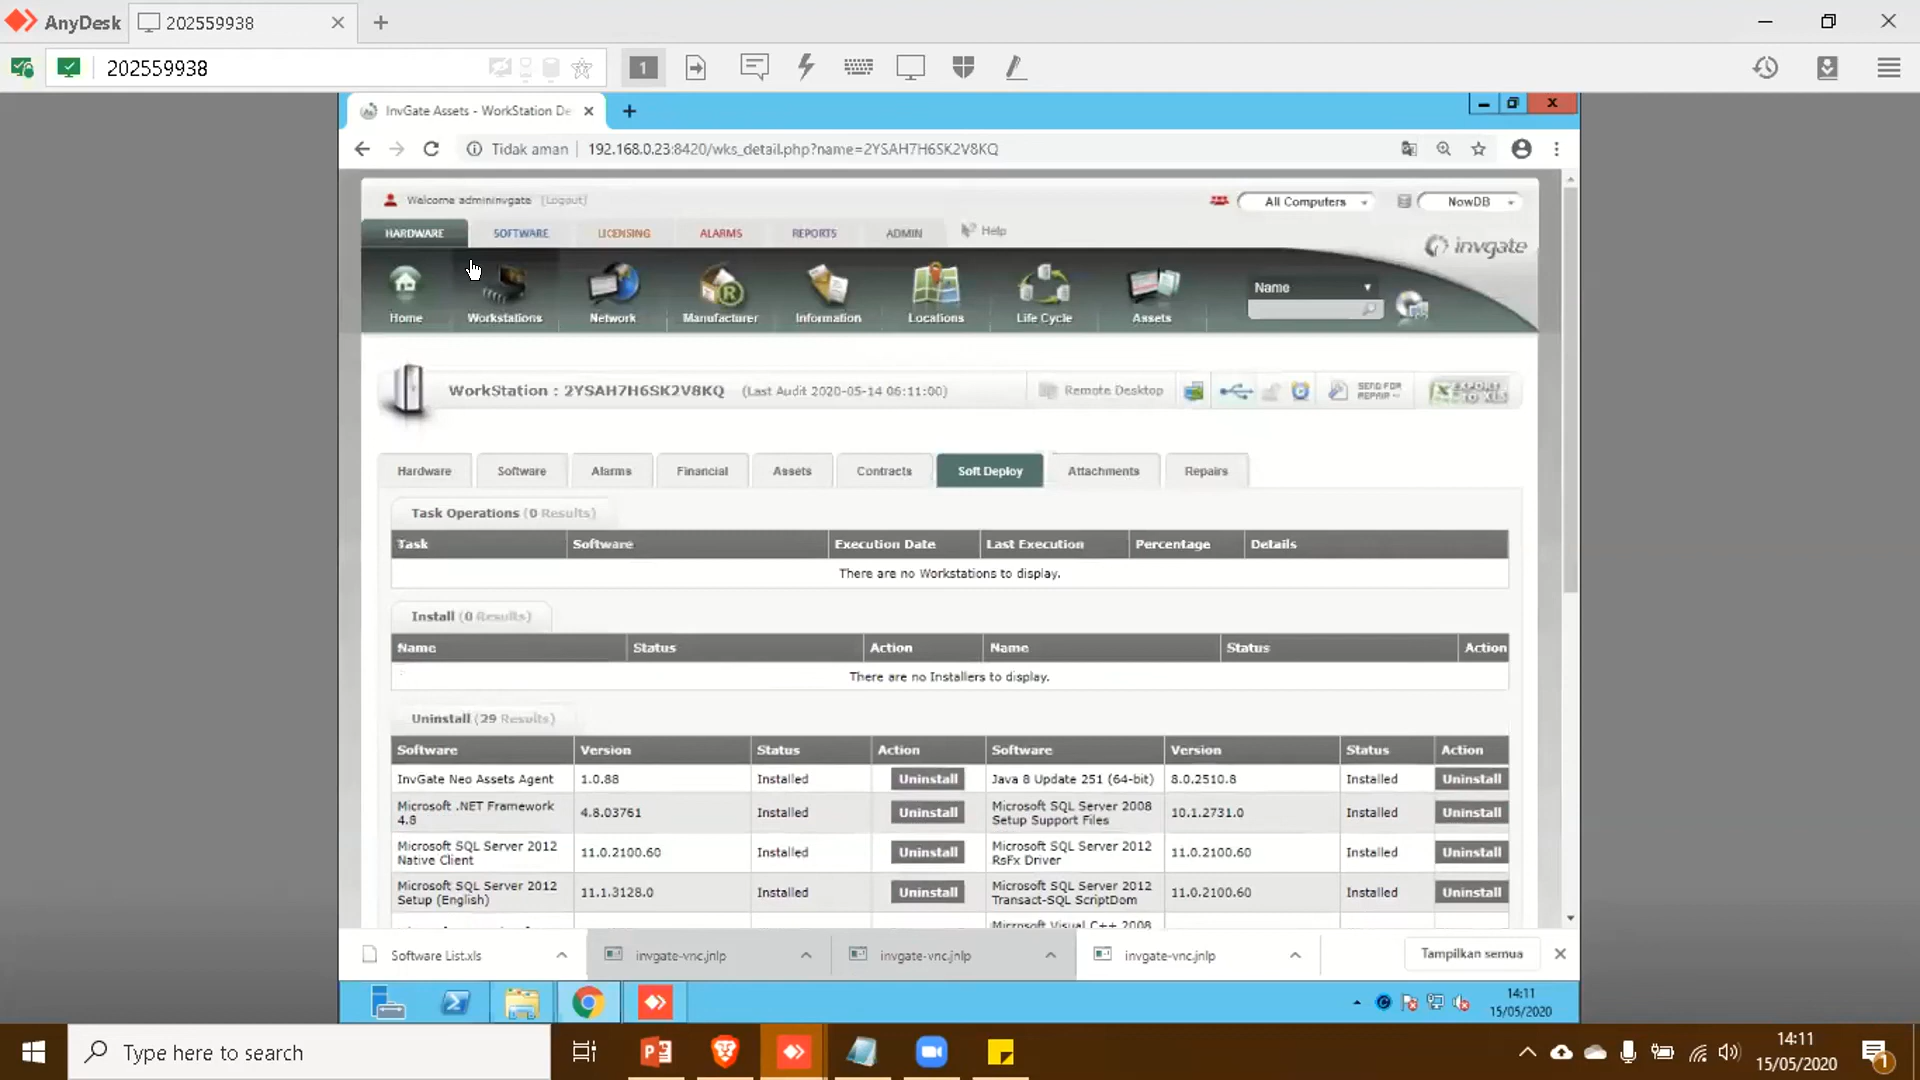 AnyDesk
202559938
202559938
1
InvGate Assets - WorkStation De
Tidak aman
192.168.0.23:8420/wks_detail.php?name=2YSAH7H6SK2V8KQ
Welcome admininvgate [Logout]
All Computers
NowDB
HARDWARE
SOFTWARE
LICENSING
ALARMS
REPORTS
ADMIN
Help
invgate
Home
Workstations
Network
Manufacturer
Information
Locations
Life Cycle
Assets
Name
WorkStation : 2YSAH7H6SK2V8KQ (Last Audit 2020-05-14 06:11:00)
Remote Desktop
SEND FOR
REPAIR
EXPORT
TO XLS
Hardware
Software
Alarms
Financial
Assets
Contracts
Soft Deploy
Attachments
Repairs
Task Operations (0 Results)
Task Software Execution Date Last Execution Percentage Details
There are no Workstations to display.
Install (0 Results)
Name Status Action Name Status Action
There are no Installers to display.
Uninstall (29 Results)
Software Version Status Action Software Version Status Action
InvGate Neo Assets Agent 1.0.88 Installed Uninstall Java 8 Update 251 (64-bit) 8.0.2510.8 Installed Uninstall
Microsoft .NET Framework 4.8 4.8.03761 Installed Uninstall Microsoft SQL Server 2008 Setup Support Files 10.1.2731.0 Installed Uninstall
Microsoft SQL Server 2012 Native Client 11.0.2100.60 Installed Uninstall Microsoft SQL Server 2012 RsFx Driver 11.0.2100.60 Installed Uninstall
Microsoft SQL Server 2012 Setup (English) 11.1.3128.0 Installed Uninstall Microsoft SQL Server 2012 Transact-SQL ScriptDom 11.0.2100.60 Installed Uninstall
Microsoft Visual C++ 2008
Software List.xls
invgate-vnc.jnlp
invgate-vnc.jnlp
invgate-vnc.jnlp
Tampilkan semua
14:11
15/05/2020
Type here to search
14:11
15/05/2020
1